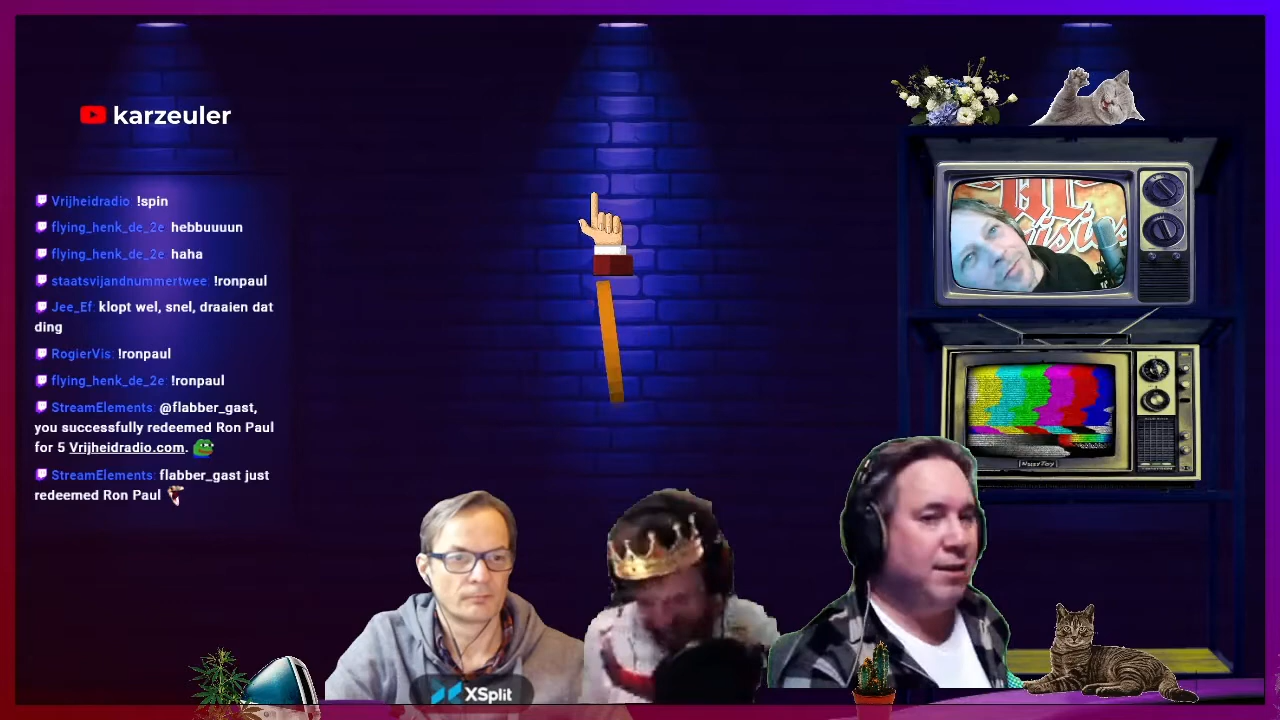 karzeuler
Vrijheidradio !spin
flying_henk_de_2e: hebbuuuun
flying_henk_de_2e: haha
staatsvijandnummertwee: !ronpaul
Jee_Ef: klopt wel, snel, draaien dat
ding
RogierVis: !ronpaul
flying_henk_de_2e: !ronpaul
StreamElements: @flabber_gast,
you successfully redeemed Ron Paul
for 5 Vrijheidradio.com.
StreamElements: flabber_gast just
redeemed Ron Paul
XSplit